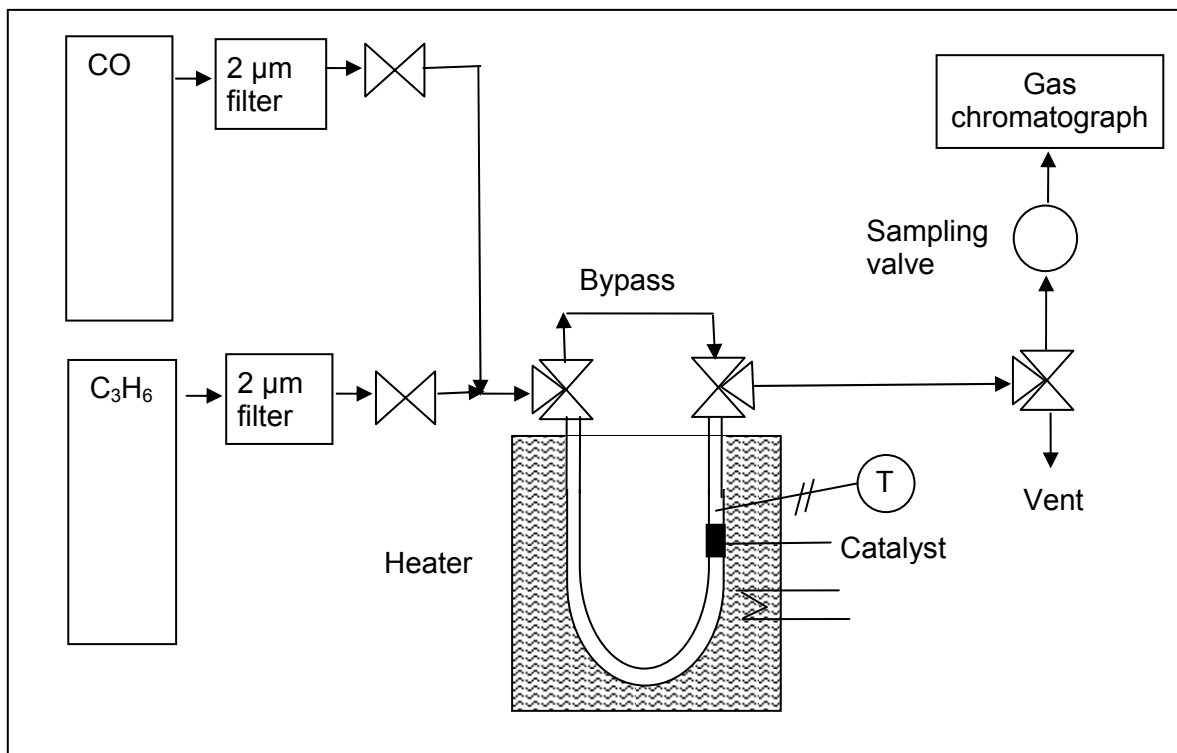 CO
2 µm
filter
Gas
chromatograph
Sampling
valve
Bypass
C₃H₆
2 µm
filter
T
Vent
Heater
Catalyst